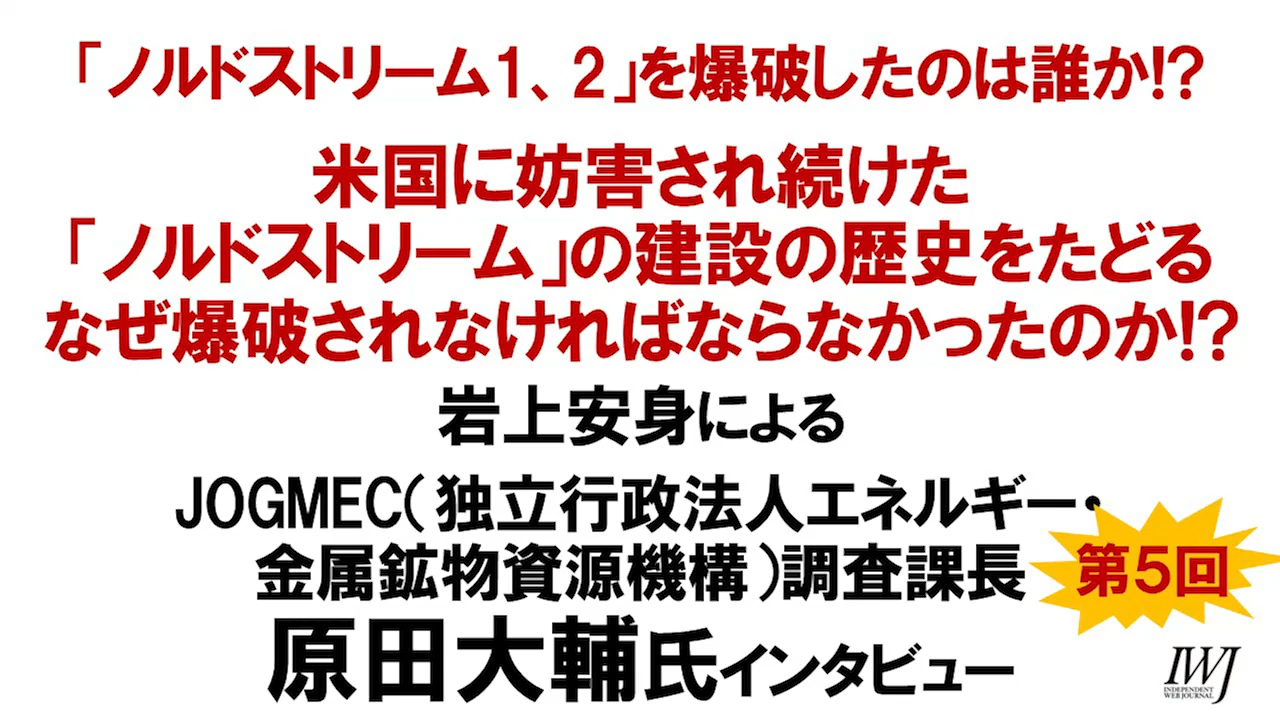 「ノルドストリーム1、2」を爆破したのは誰か!?
米国に妨害され続けた
「ノルドストリーム」の建設の歴史をたどる
なぜ爆破されなければならなかったのか!?
岩上安身による
JOGMEC(独立行政法人エネルギー・
金属鉱物資源機構)調査課長
第5回
原田大輔氏インタビュー
IWJ
INDEPENDENT
WEB JOURNAL